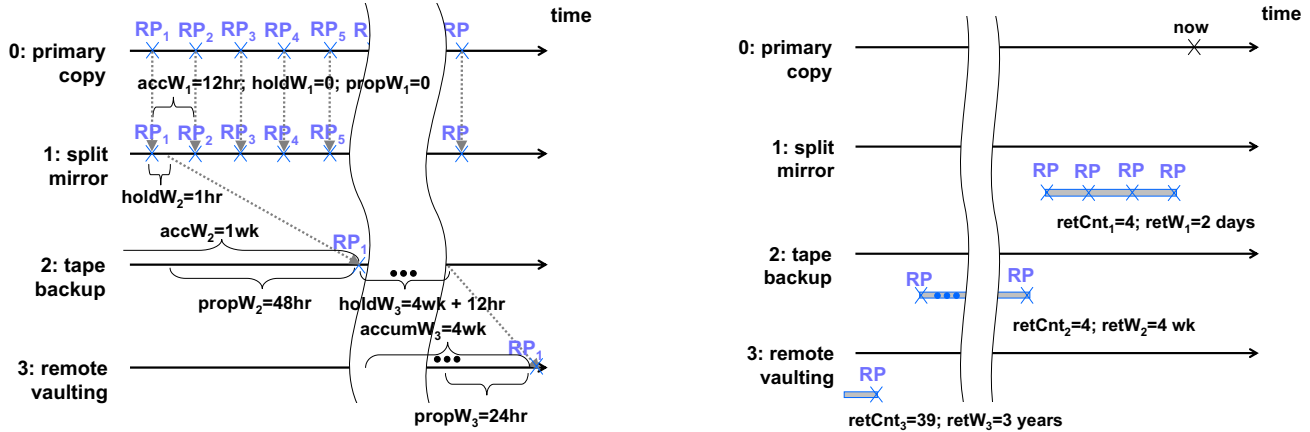 time
RP₁ RP₂ RP₃ RP₄ RP₅ RP
0: primary
copy
accW₁=12hr; holdW₁=0; propW₁=0
RP₁ RP₂ RP₃ RP₄ RP₅ RP
1: split
mirror
holdW₂=1hr
accW₂=1wk
RP₁
2: tape
backup
propW₂=48hr
holdW₃=4wk + 12hr
accumW₃=4wk
RP₁
3: remote
vaulting
propW₃=24hr
time
now
0: primary
copy
1: split
mirror
RP RP RP RP
retCnt₁=4; retW₁=2 days
2: tape
backup
RP RP
retCnt₂=4; retW₂=4 wk
3: remote
vaulting
RP
retCnt₃=39; retW₃=3 years